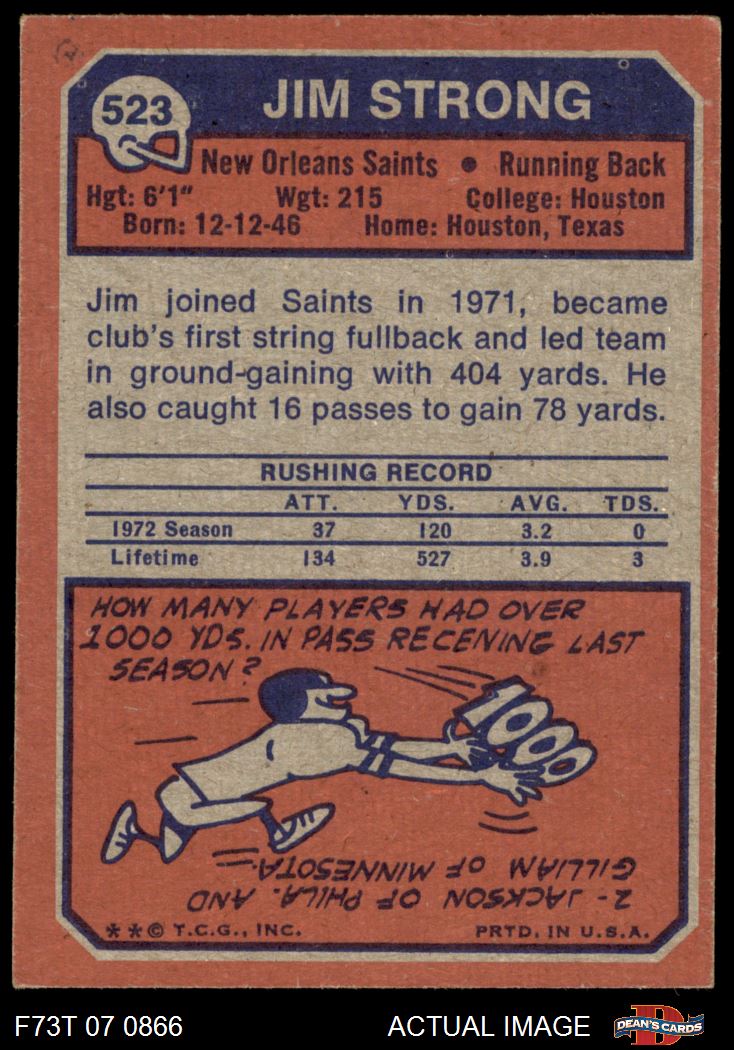 523
JIM STRONG
New Orleans Saints • Running Back
Hgt: 6'1" Wgt: 215 College: Houston
Born: 12-12-46 Home: Houston, Texas
Jim joined Saints in 1971, became
club's first string fullback and led team
in ground-gaining with 404 yards. He
also caught 16 passes to gain 78 yards.
RUSHING RECORD
ATT. YDS. AVG. TDS.
1972 Season 37 120 3.2 0
Lifetime 134 527 3.9 3
HOW MANY PLAYERS HAD OVER
1000 YDS. IN PASS RECEIVING LAST
SEASON?
1000
2- JACKSON OF PHILA. AND
GILLIAM OF MINNESOTA.
**© T.C.G., INC. PRTD. IN U.S.A.
F73T 07 0866 ACTUAL IMAGE D DEAN'S CARDS